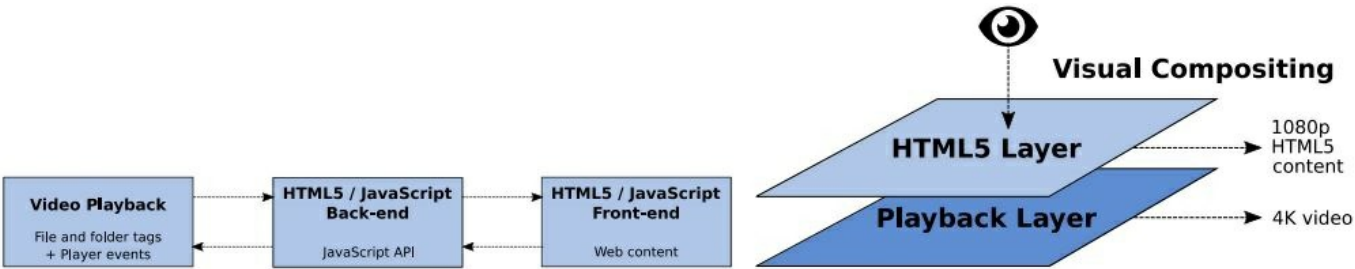 Video Playback
File and folder tags
+ Player events
HTML5 / JavaScript
Back-end
JavaScript API
HTML5 / JavaScript
Front-end
Web content
Visual Compositing
HTML5 Layer
1080p
HTML5
content
Playback Layer
4K video